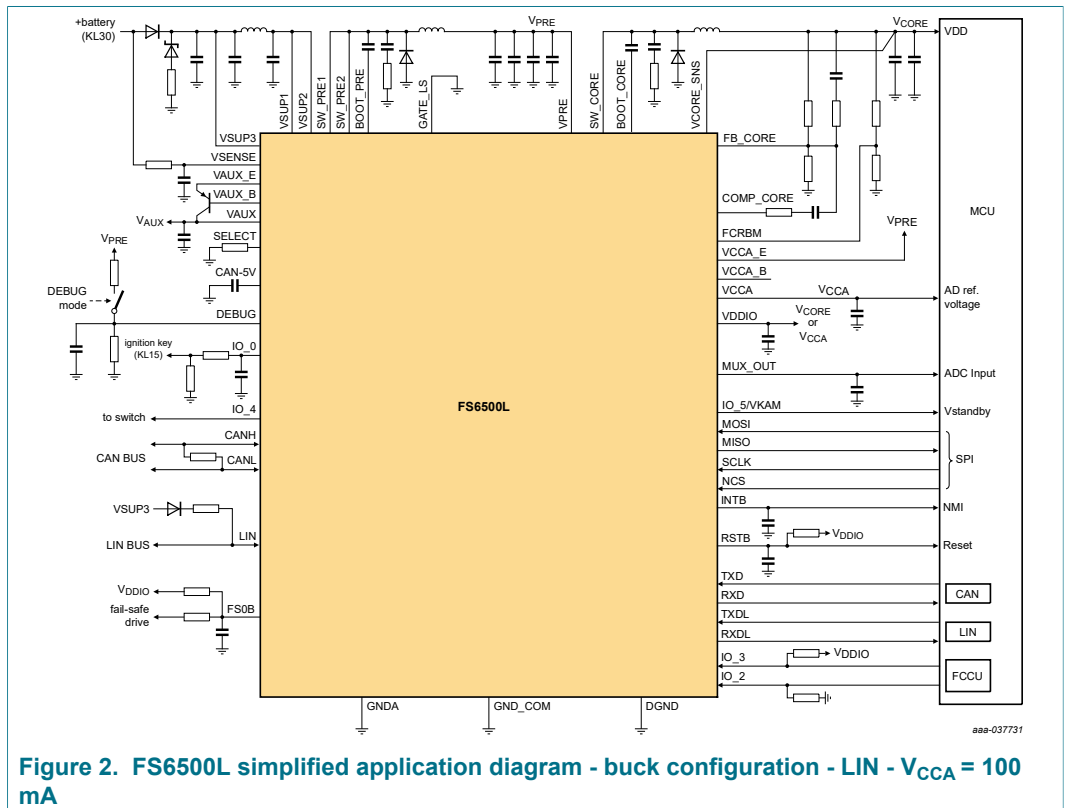 +battery
(KL30)
VPRE
VCORE
VDD
VSUP1
VSUP2
SW_PRE1
SW_PRE2
BOOT_PRE
GATE_LS
VPRE
SW_CORE
BOOT_CORE
VCORE_SNS
VSUP3
VSENSE
VAUX_E
VAUX_B
VAUX
VAUX
SELECT
VPRE
CAN-5V
DEBUG
mode
DEBUG
ignition key
(KL15)
IO_0
to switch
IO_4
CANH
CAN BUS
CANL
VSUP3
LIN
LIN BUS
VDDIO
fail-safe
drive
FS0B
FS6500L
GNDA
GND_COM
DGND
FB_CORE
COMP_CORE
FCRBM
VPRE
VCCA_E
VCCA_B
VCCA
VCCA
VDDIO
VCORE
or
VCCA
MUX_OUT
IO_5/VKAM
MOSI
MISO
SCLK
NCS
INTB
RSTB
VDDIO
TXD
RXD
TXDL
RXDL
IO_3
VDDIO
IO_2
MCU
AD ref.
voltage
ADC Input
Vstandby
SPI
NMI
Reset
CAN
LIN
FCCU
aaa-037731
Figure 2. FS6500L simplified application diagram - buck configuration - LIN - VCCA = 100
mA